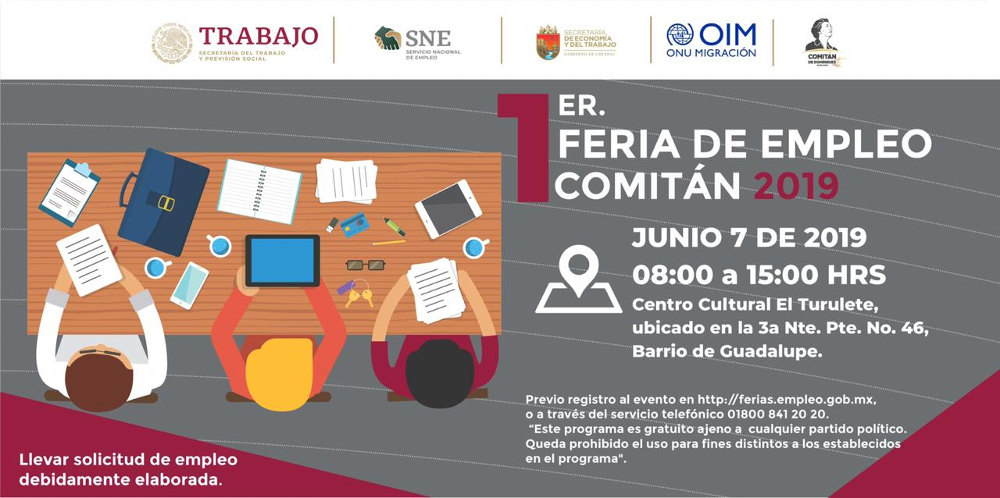 TRABAJO
SECRETARÍA DEL TRABAJO
Y PREVISIÓN SOCIAL
SNE
SERVICIO NACIONAL
DE EMPLEO
SECRETARÍA
DE ECONOMÍA
Y DEL TRABAJO
GOBIERNO DE CHIAPAS
OIM
ONU MIGRACIÓN
COMITÁN
DE DOMÍNGUEZ
1ER.
FERIA DE EMPLEO
COMITÁN 2019
JUNIO 7 DE 2019
08:00 a 15:00 HRS
Centro Cultural El Turulete,
ubicado en la 3a Nte. Pte. No. 46,
Barrio de Guadalupe.
Previo registro al evento en http://ferias.empleo.gob.mx,
o a través del servicio telefónico 01800 841 20 20.
“Este programa es gratuito ajeno a cualquier partido político.
Queda prohibido el uso para fines distintos a los establecidos
en el programa".
Llevar solicitud de empleo
debidamente elaborada.